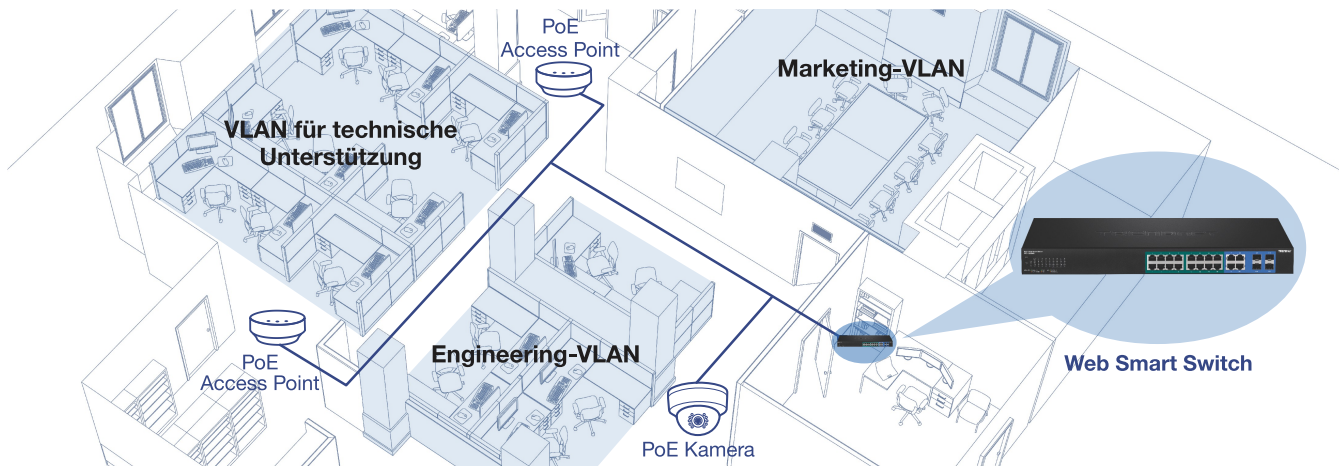 PoE
Access Point
Marketing-VLAN
VLAN für technische
Unterstützung
PoE
Access Point
Engineering-VLAN
PoE Kamera
Web Smart Switch